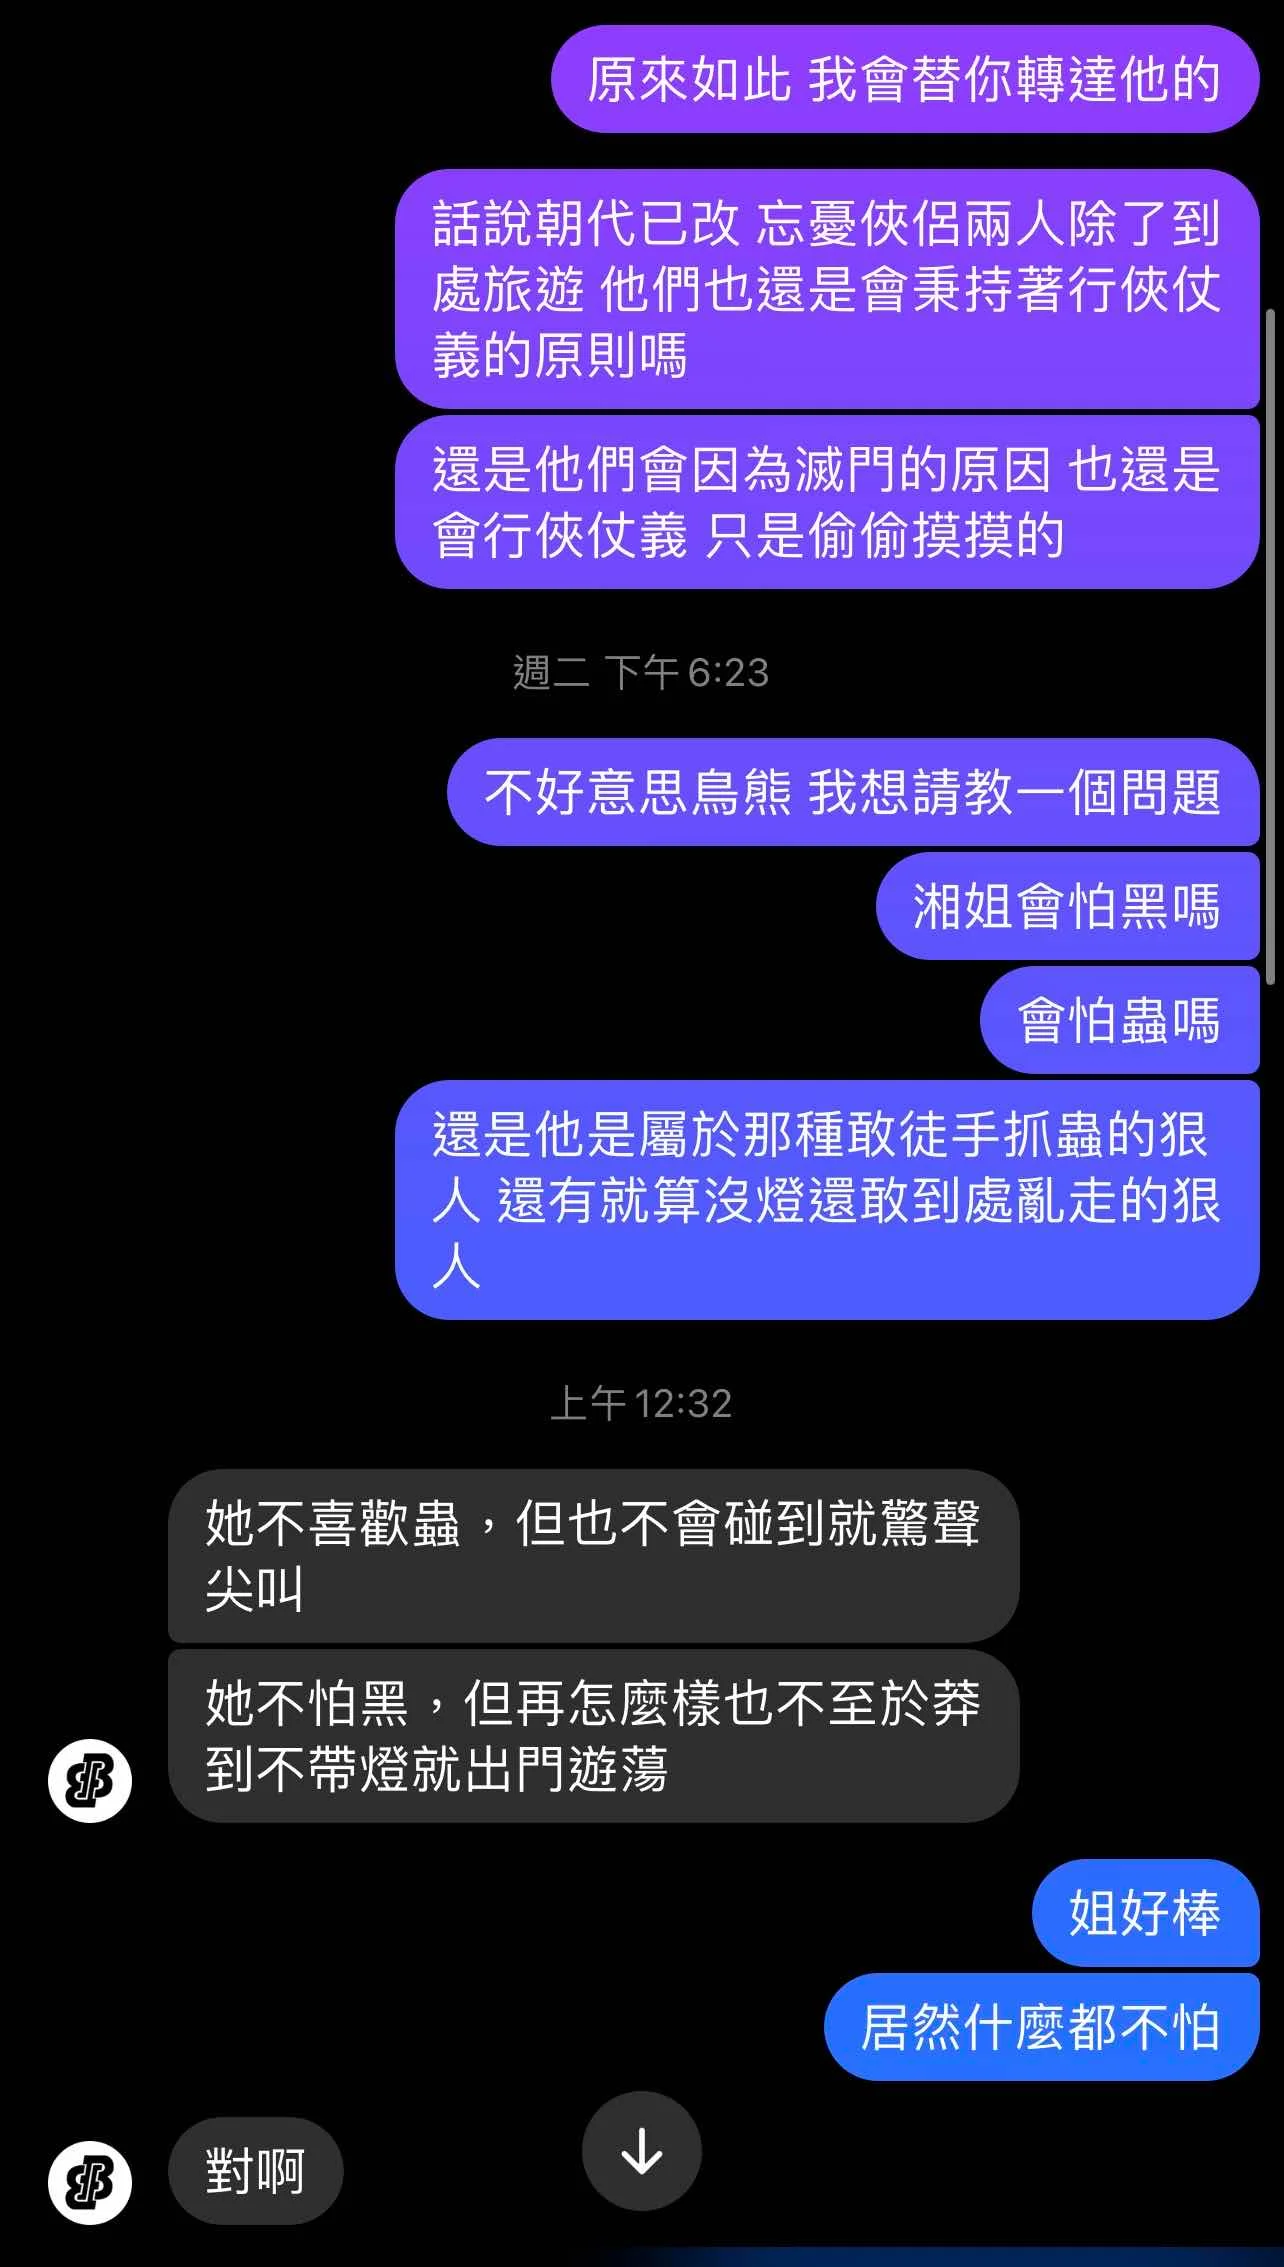 原來如此 我會替你轉達他的
話說朝代已改 忘憂俠侶兩人除了到
處旅遊 他們也還是會秉持著行俠仗
義的原則嗎
還是他們會因為滅門的原因 也還是
會行俠仗義 只是偷偷摸摸的
週二 下午 6:23
不好意思鳥熊 我想請教一個問題
湘姐會怕黑嗎
會怕蟲嗎
還是他是屬於那種敢徒手抓蟲的狠
人 還有就算沒燈還敢到處亂走的狠
人
上午 12:32
她不喜歡蟲，但也不會碰到就驚聲
尖叫
她不怕黑，但再怎麼樣也不至於莽
到不帶燈就出門遊蕩
姐好棒
居然什麼都不怕
對啊